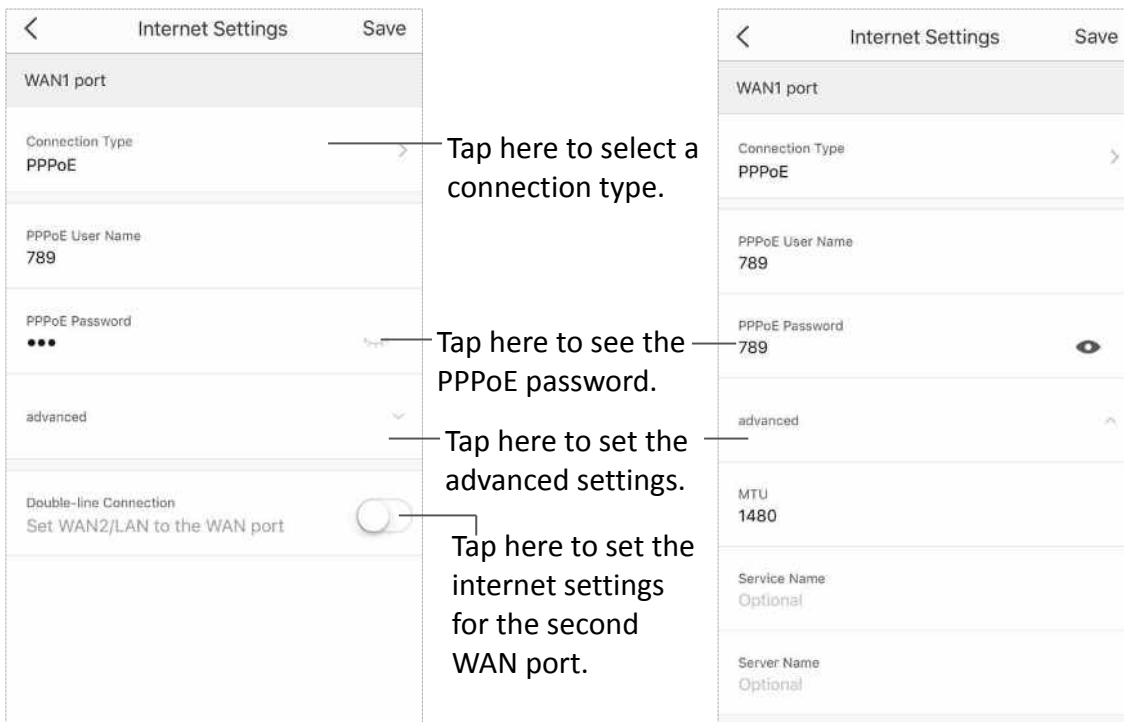 Internet Settings Save
WAN1 port
Connection Type
PPPoE
PPPoE User Name
789
PPPoE Password
•••
advanced
Double-line Connection
Set WAN2/LAN to the WAN port
Tap here to select a
connection type.
Tap here to see the
PPPoE password.
Tap here to set the
advanced settings.
Tap here to set the
internet settings
for the second
WAN port.
Internet Settings Save
WAN1 port
Connection Type
PPPoE
PPPoE User Name
789
PPPoE Password
789
advanced
MTU
1480
Service Name
Optional
Server Name
Optional